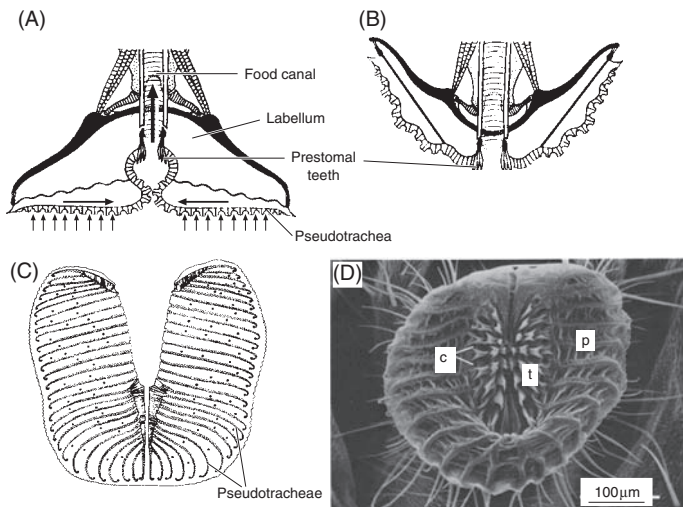 (A)
(B)
Food canal
Labellum
Prestomal
teeth
Pseudotrachea
(C)
Pseudotracheae
(D)
c
p
t
100µm